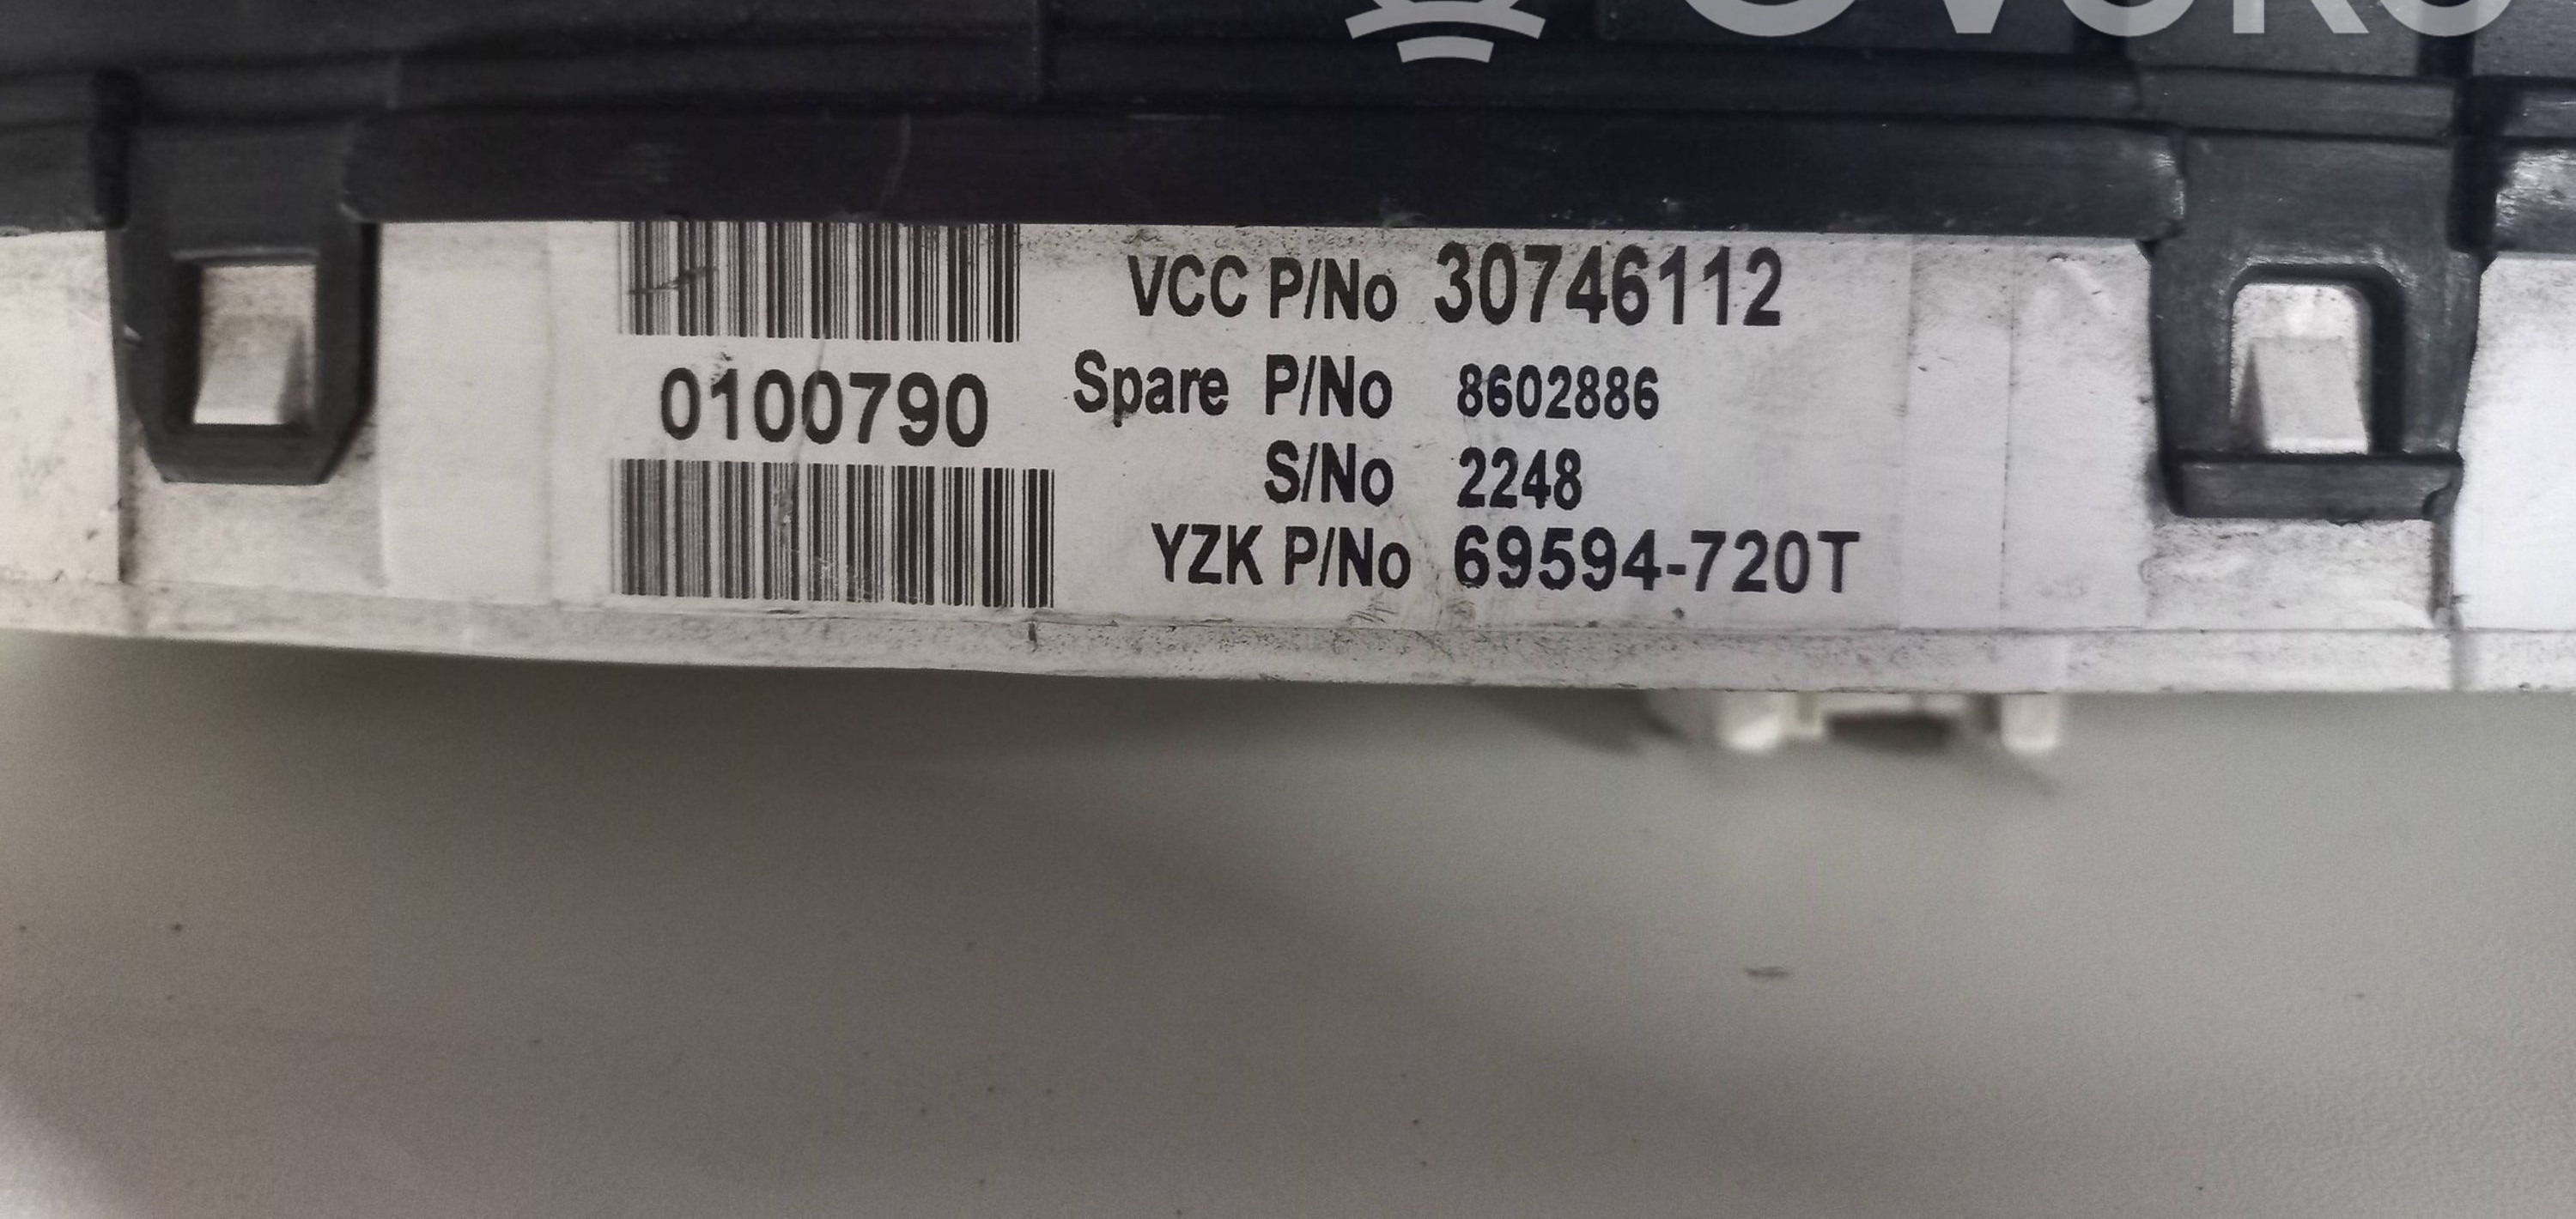 VCC P/No 30746112
0100790
Spare P/No 8602886
S/No 2248
YZK P/No 69594-720T